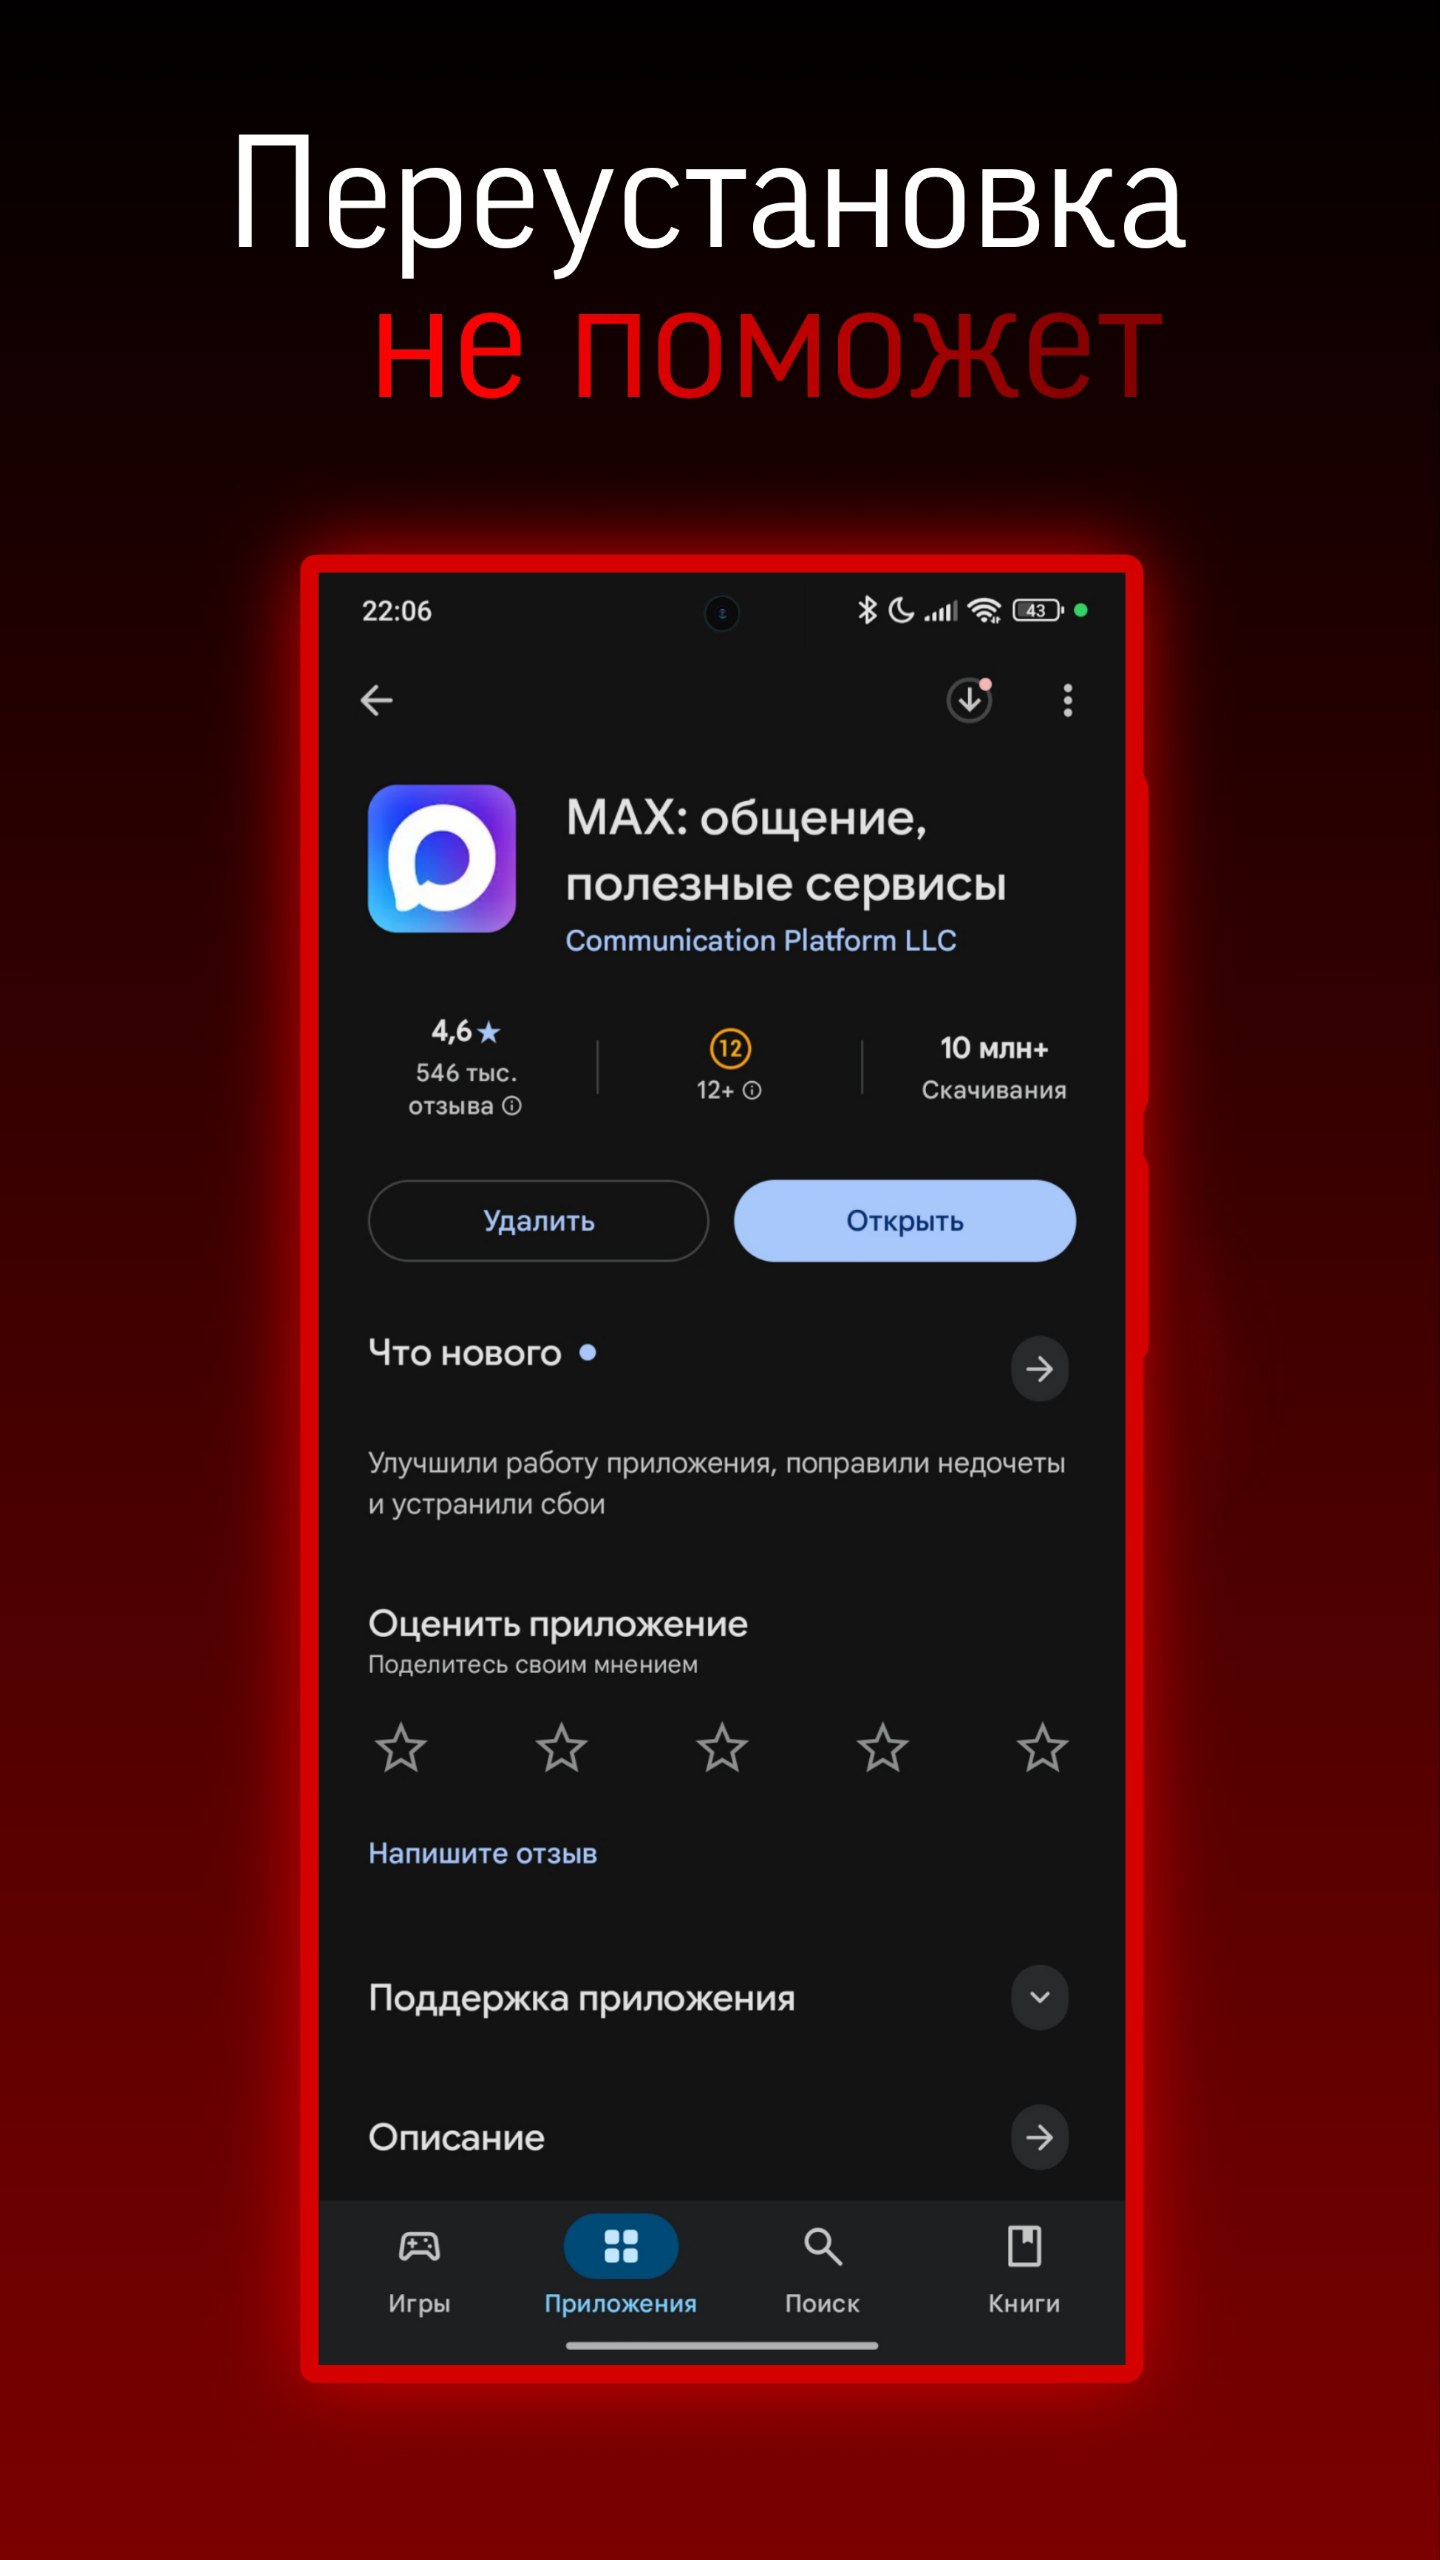 Переустановка
не поможет
22:06
43
MAX: общение,
полезные сервисы
Communication Platform LLC
4,6★
546 тыс.
отзыва
12
12+
10 млн+
Скачивания
Удалить
Открыть
Что нового
Улучшили работу приложения, поправили недочеты
и устранили сбои
Оценить приложение
Поделитесь своим мнением
Напишите отзыв
Поддержка приложения
Описание
Игры
Приложения
Поиск
Книги